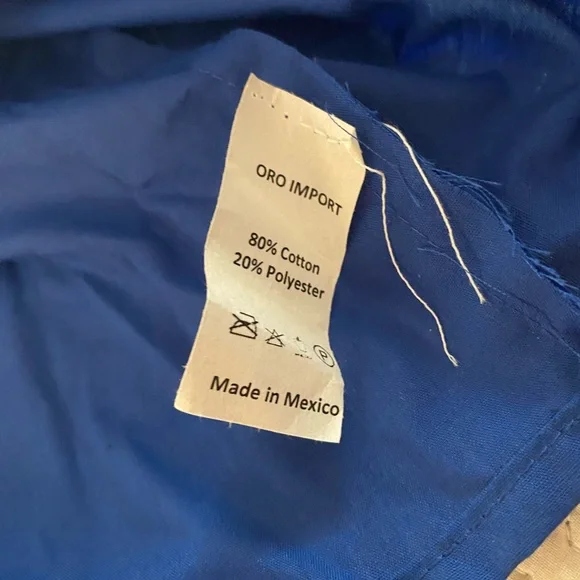 ORO IMPORT
80% Cotton
20% Polyester
P
Made in Mexico